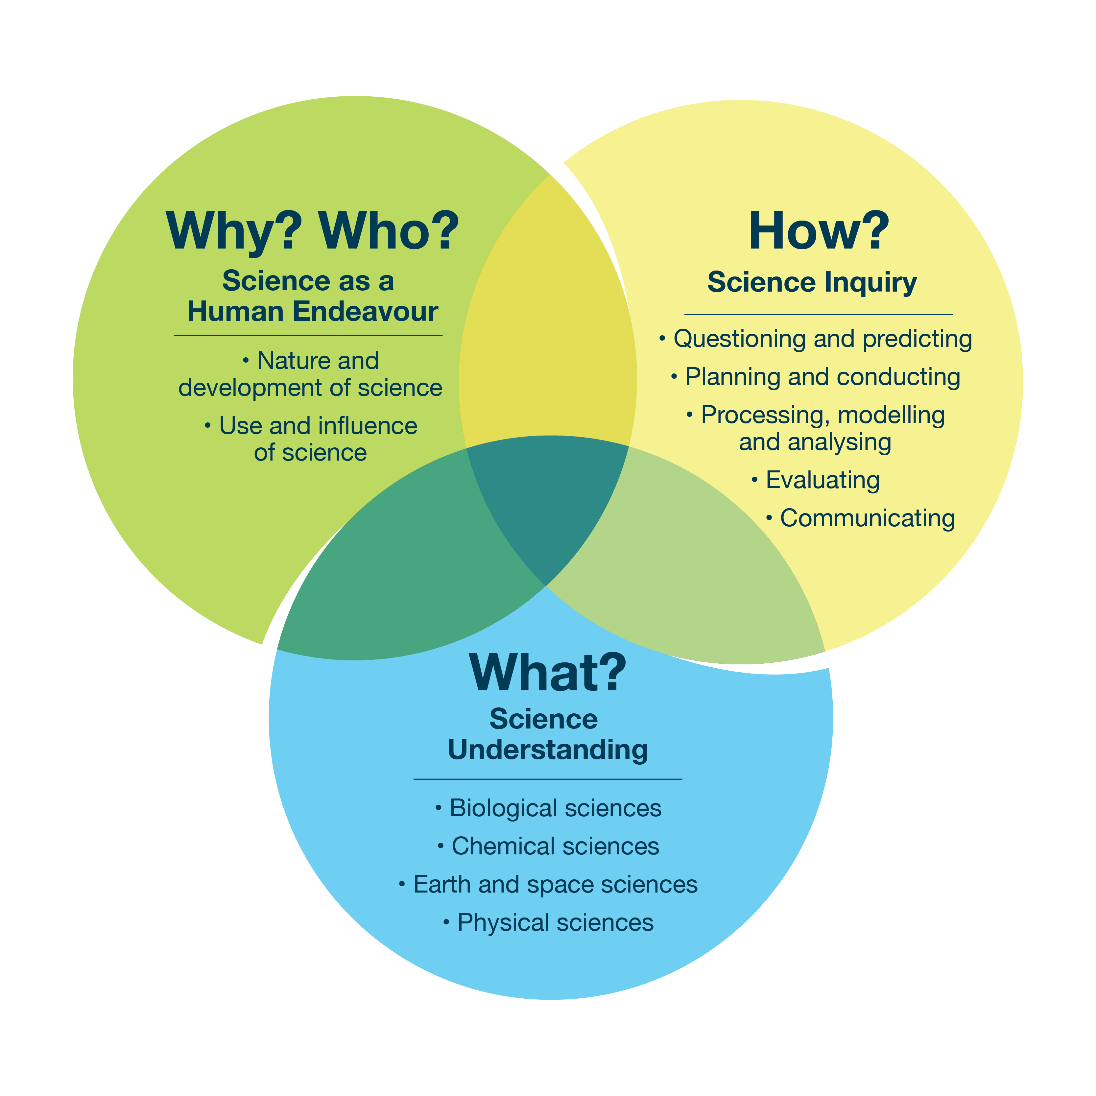 Why? Who?
Science as a
Human Endeavour
• Nature and
development of science
• Use and influence
of science
How?
Science Inquiry
• Questioning and predicting
• Planning and conducting
• Processing, modelling
and analysing
• Evaluating
• Communicating
What?
Science
Understanding
• Biological sciences
• Chemical sciences
• Earth and space sciences
• Physical sciences